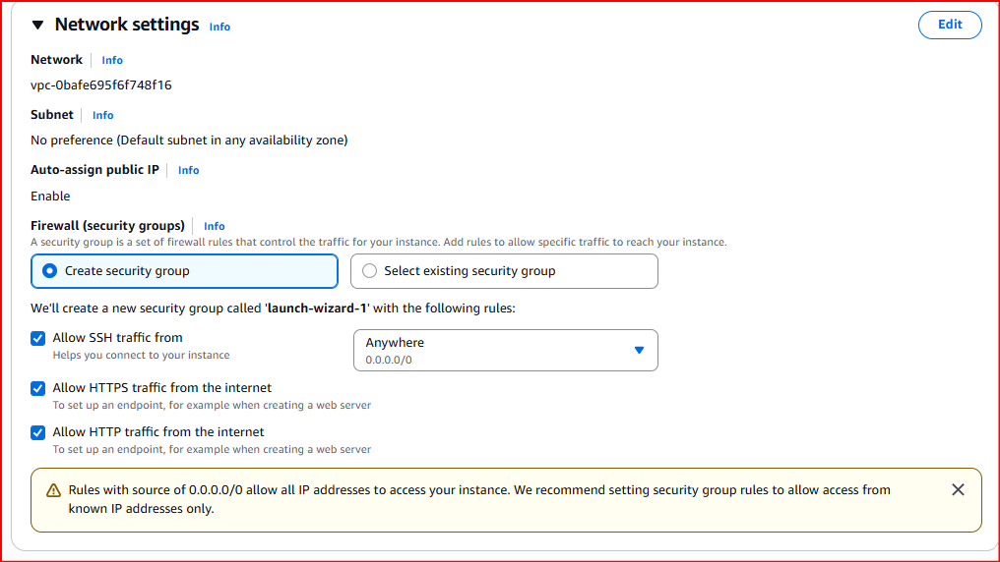 Network settings Info
Edit
Network Info
vpc-0bafe695f6f748f16
Subnet Info
No preference (Default subnet in any availability zone)
Auto-assign public IP Info
Enable
Firewall (security groups) Info
A security group is a set of firewall rules that control the traffic for your instance. Add rules to allow specific traffic to reach your instance.
Create security group
Select existing security group
We'll create a new security group called 'launch-wizard-1' with the following rules:
Allow SSH traffic from
Helps you connect to your instance
Anywhere
0.0.0.0/0
Allow HTTPS traffic from the internet
To set up an endpoint, for example when creating a web server
Allow HTTP traffic from the internet
To set up an endpoint, for example when creating a web server
Rules with source of 0.0.0.0/0 allow all IP addresses to access your instance. We recommend setting security group rules to allow access from
known IP addresses only.